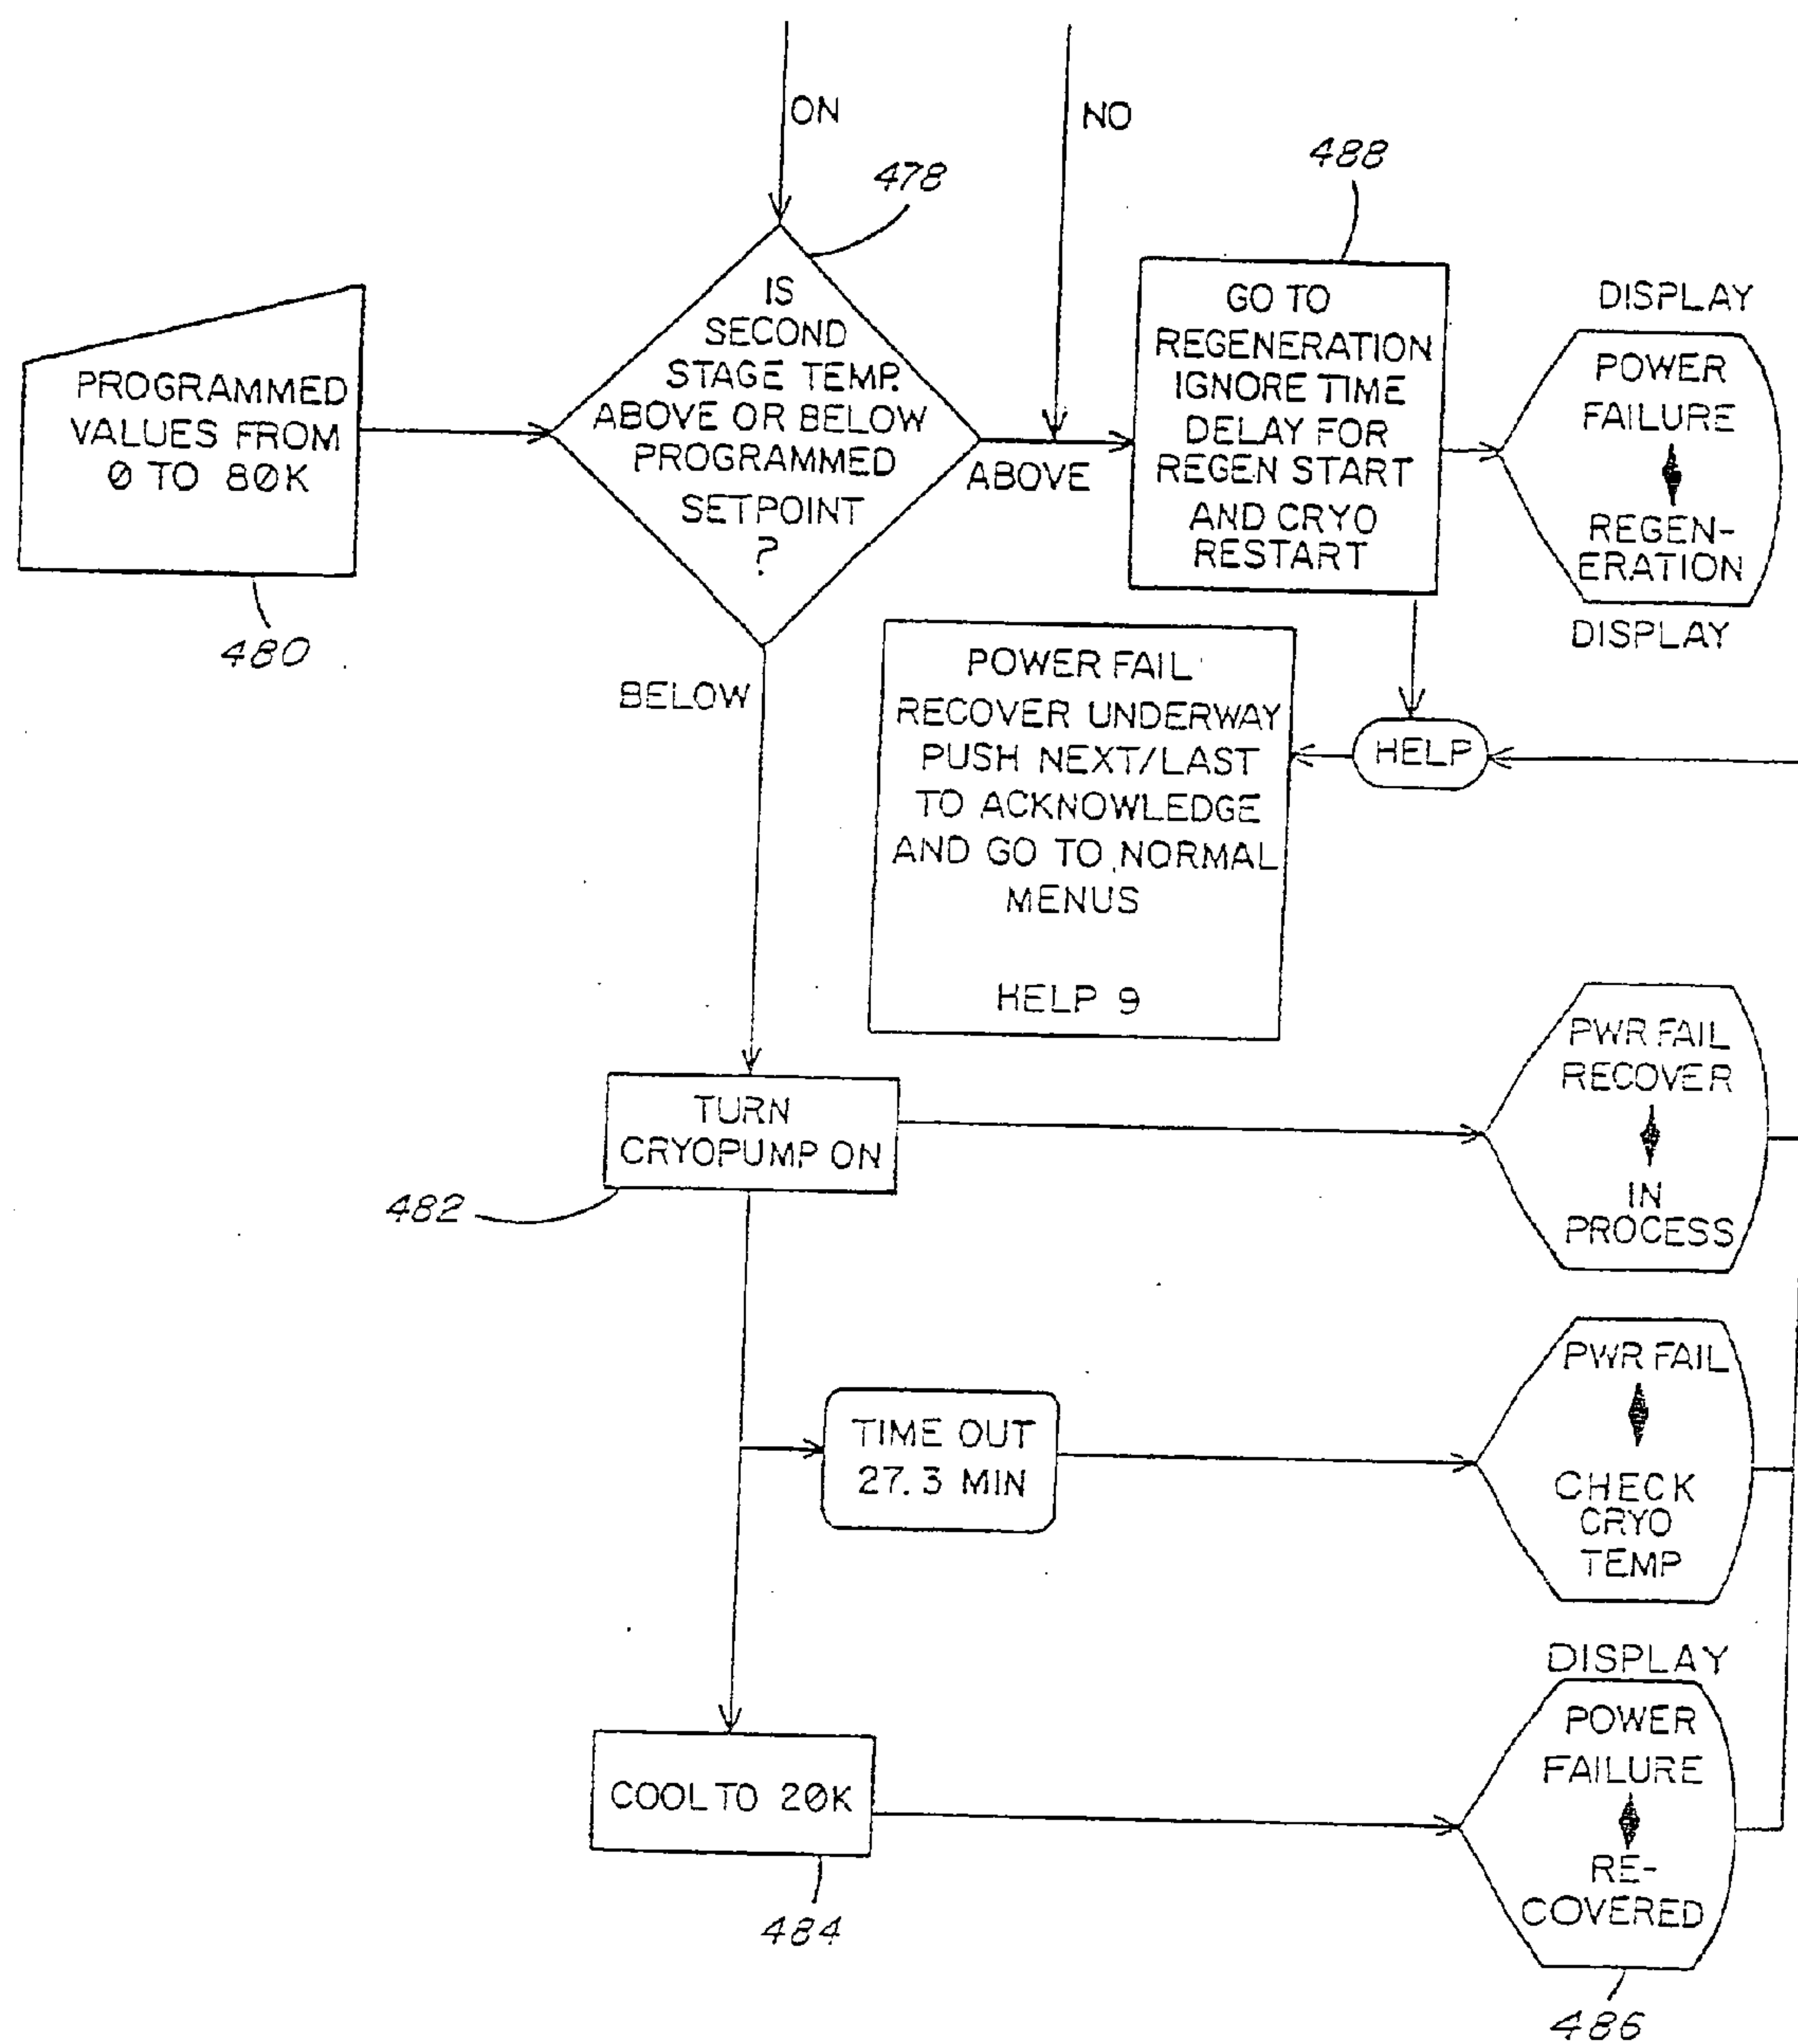 ON
NO
478
488
IS
SECOND
STAGE TEMP.
ABOVE OR BELOW
PROGRAMMED
SETPOINT
?
PROGRAMMED
VALUES FROM
0 TO 80K
480
ABOVE
GO TO
REGENERATION
IGNORE TIME
DELAY FOR
REGEN START
AND CRYO
RESTART
DISPLAY
POWER
FAILURE
REGEN-
ERATION
DISPLAY
BELOW
POWER FAIL
RECOVER UNDERWAY
PUSH NEXT/LAST
TO ACKNOWLEDGE
AND GO TO NORMAL
MENUS
HELP 9
HELP
TURN
CRYOPUMP ON
482
PWR FAIL
RECOVER
IN
PROCESS
TIME OUT
27.3 MIN
PWR FAIL
CHECK
CRYO
TEMP
COOL TO 20K
484
DISPLAY
POWER
FAILURE
RE-
COVERED
486